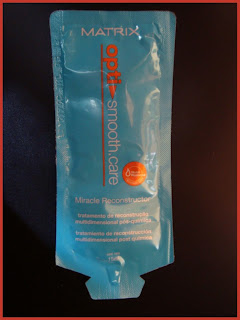 MATRIX
opti
smooth.care
Miracle Reconstructor
tratamento de reconstrução
multidimensional pós-química
tratamiento de reconstrucción
multidimensional post-química